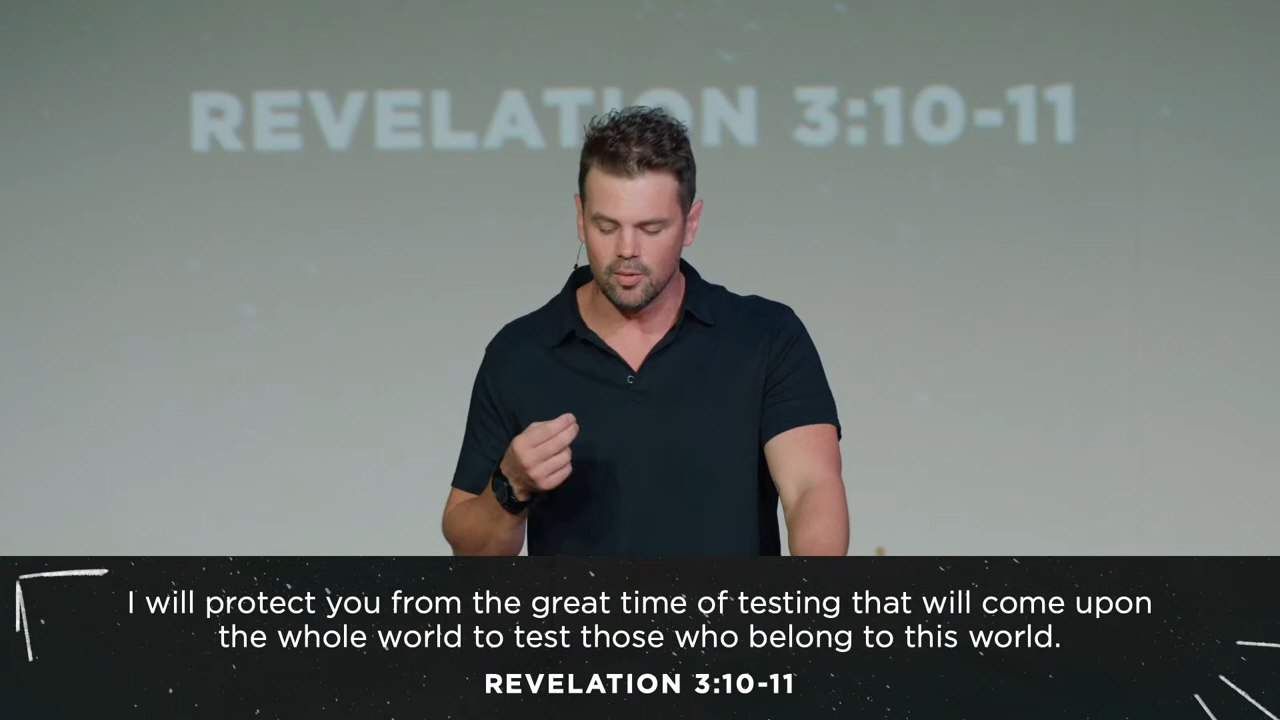 REVELATION 3:10-11
I will protect you from the great time of testing that will come upon
the whole world to test those who belong to this world.
REVELATION 3:10-11